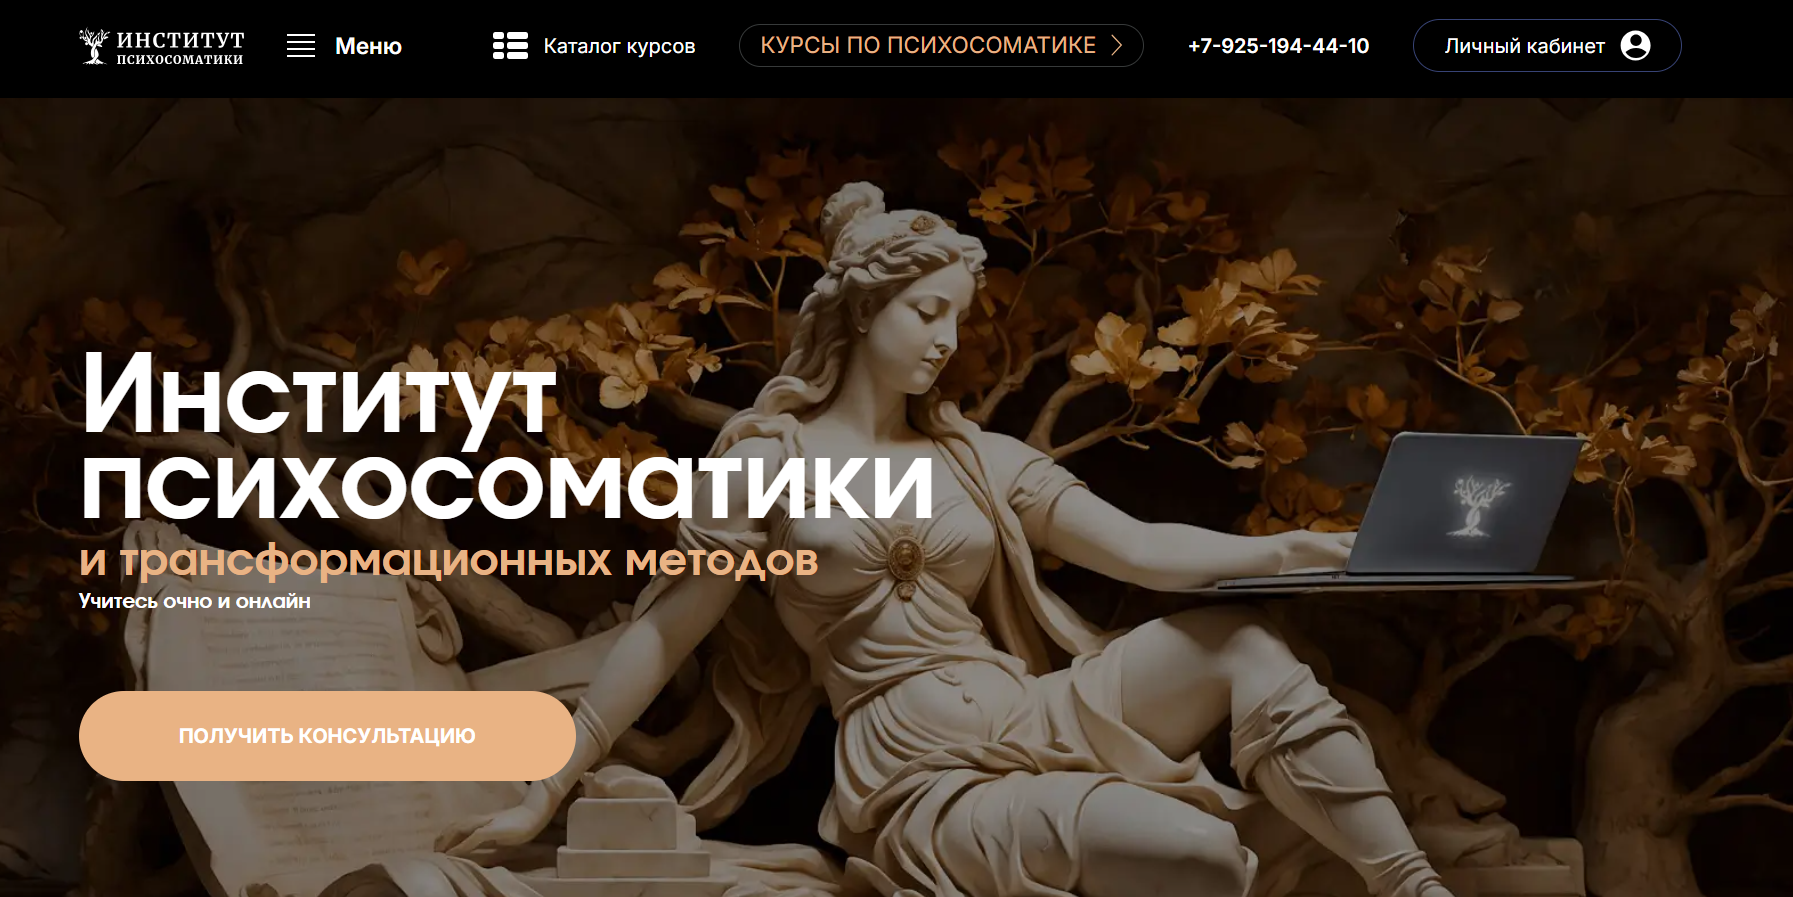 ИНСТИТУТ
ПСИХОСОМАТИКИ
Меню
Каталог курсов
КУРСЫ ПО ПСИХОСОМАТИКЕ
+7-925-194-44-10
Личный кабинет
Институт
психосоматики
и трансформационных методов
Учитесь очно и онлайн
ПОЛУЧИТЬ КОНСУЛЬТАЦИЮ